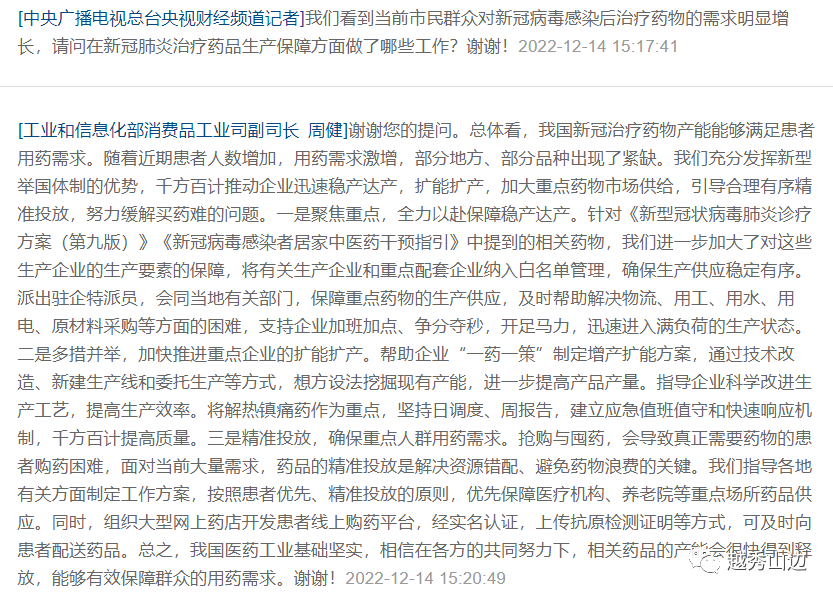 [中央广播电视总台央视财经频道记者]我们看到当前市民群众对新冠病毒感染后治疗药物的需求明显增
长，请问在新冠肺炎治疗药品生产保障方面做了哪些工作？谢谢！2022-12-14 15:17:41
[工业和信息化部消费品工业司副司长 周健]谢谢您的提问。总体看，我国新冠治疗药物产能能够满足患者
用药需求。随着近期患者人数增加，用药需求激增，部分地方、部分品种出现了紧缺。我们充分发挥新型
举国体制的优势，千方百计推动企业迅速稳产达产，扩能扩产，加大重点药物市场供给，引导合理有序精
准投放，努力缓解买药难的问题。一是聚焦重点，全力以赴保障稳产达产。针对《新型冠状病毒肺炎诊疗
方案（第九版）》《新冠病毒感染者居家中医药干预指引》中提到的相关药物，我们进一步加大了对这些
生产企业的生产要素的保障，将有关生产企业和重点配套企业纳入白名单管理，确保生产供应稳定有序。
派出驻企特派员，会同当地有关部门，保障重点药物的生产供应，及时帮助解决物流、用工、用水、用
电、原材料采购等方面的困难，支持企业加班加点、争分夺秒，开足马力，迅速进入满负荷的生产状态。
二是多措并举，加快推进重点企业的扩能扩产。帮助企业“一药一策”制定增产扩能方案，通过技术改
造、新建生产线和委托生产等方式，想方设法挖掘现有产能，进一步提高产品产量。指导企业科学改进生
产工艺，提高生产效率。将解热镇痛药作为重点，坚持日调度、周报告，建立应急值班值守和快速响应机
制，千方百计提高质量。三是精准投放，确保重点人群用药需求。抢购与囤药，会导致真正需要药物的患
者购药困难，面对当前大量需求，药品的精准投放是解决资源错配、避免药物浪费的关键。我们指导各地
有关方面制定工作方案，按照患者优先、精准投放的原则，优先保障医疗机构、养老院等重点场所药品供
应。同时，组织大型网上药店开发患者线上购药平台，经实名认证，上传抗原检测证明等方式，可及时向
患者配送药品。总之，我国医药工业基础坚实，相信在各方的共同努力下，相关药品的产能会很快得到释
放，能够有效保障群众的用药需求。谢谢！2022-12-14 15:20:49
越秀山边